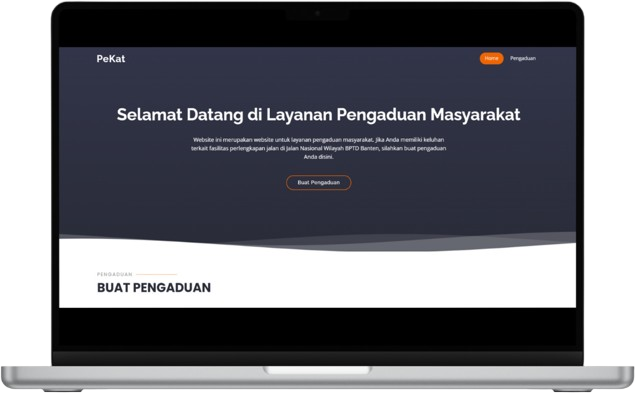 PeKat
Home
Pengaduan
Selamat Datang di Layanan Pengaduan Masyarakat
Website ini merupakan website untuk layanan pengaduan masyarakat. Jika Anda memiliki keluhan
terkait fasilitas perlengkapan jalan di Jalan Nasional Wilayah BPTD Banten, silahkan buat pengaduan
Anda disini.
Buat Pengaduan
PENGADUAN
BUAT PENGADUAN